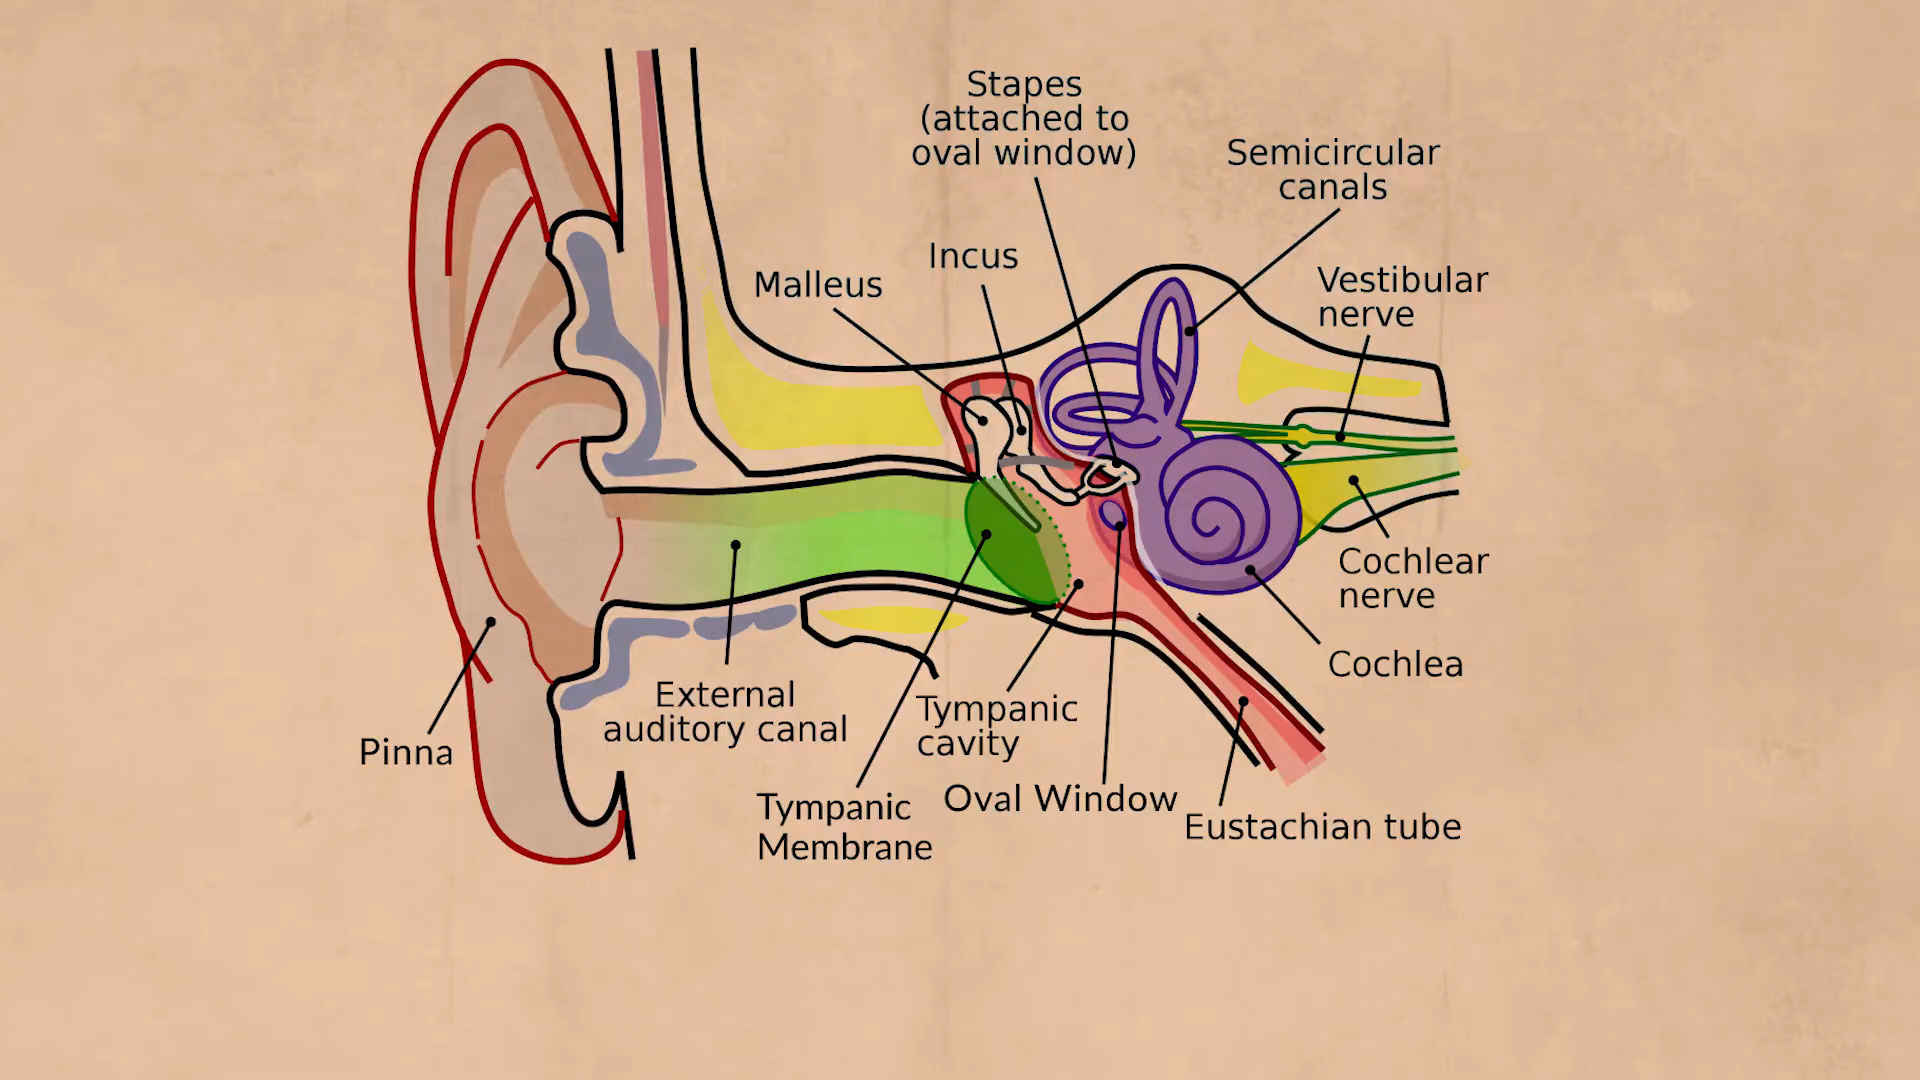 Stapes
(attached to
oval window)
Semicircular
canals
Incus
Malleus
Vestibular
nerve
Cochlear
nerve
Cochlea
External
auditory canal
Tympanic
cavity
Pinna
Oval Window
Tympanic
Membrane
Eustachian tube